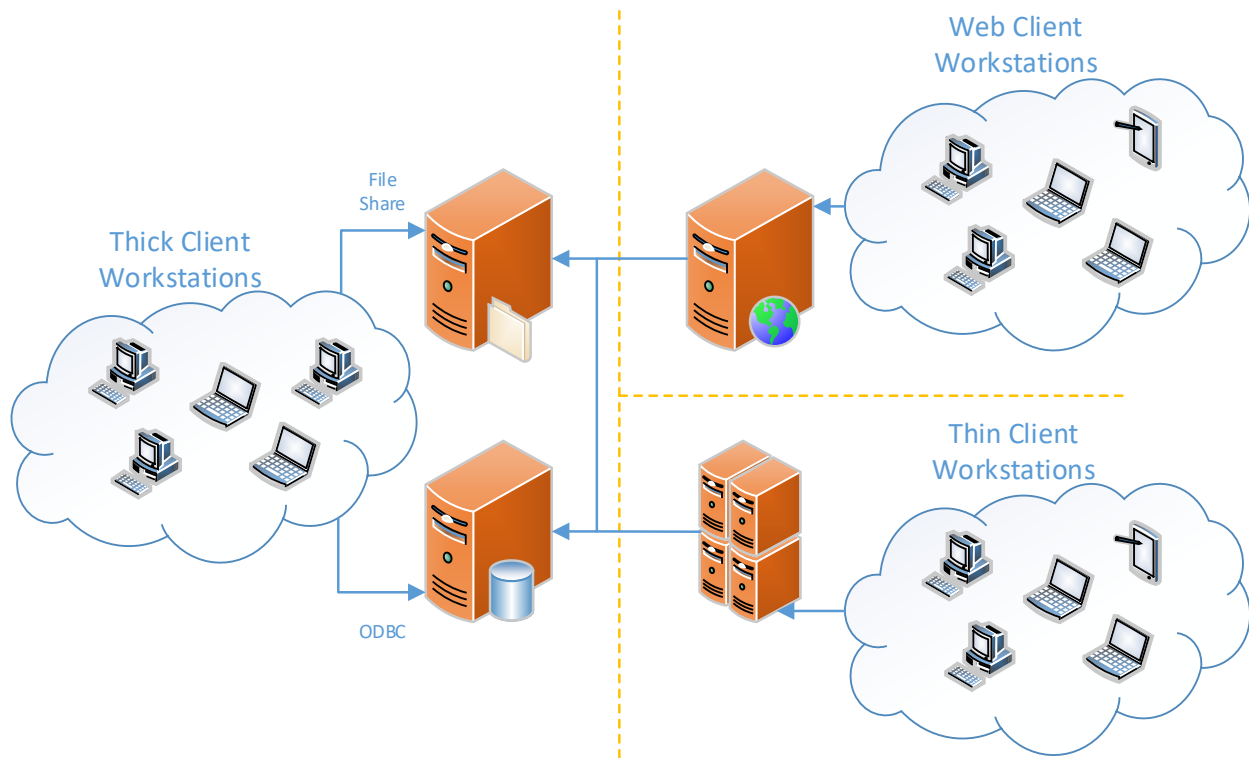 Web Client
Workstations
File
Share
Thick Client
Workstations
Thin Client
Workstations
ODBC